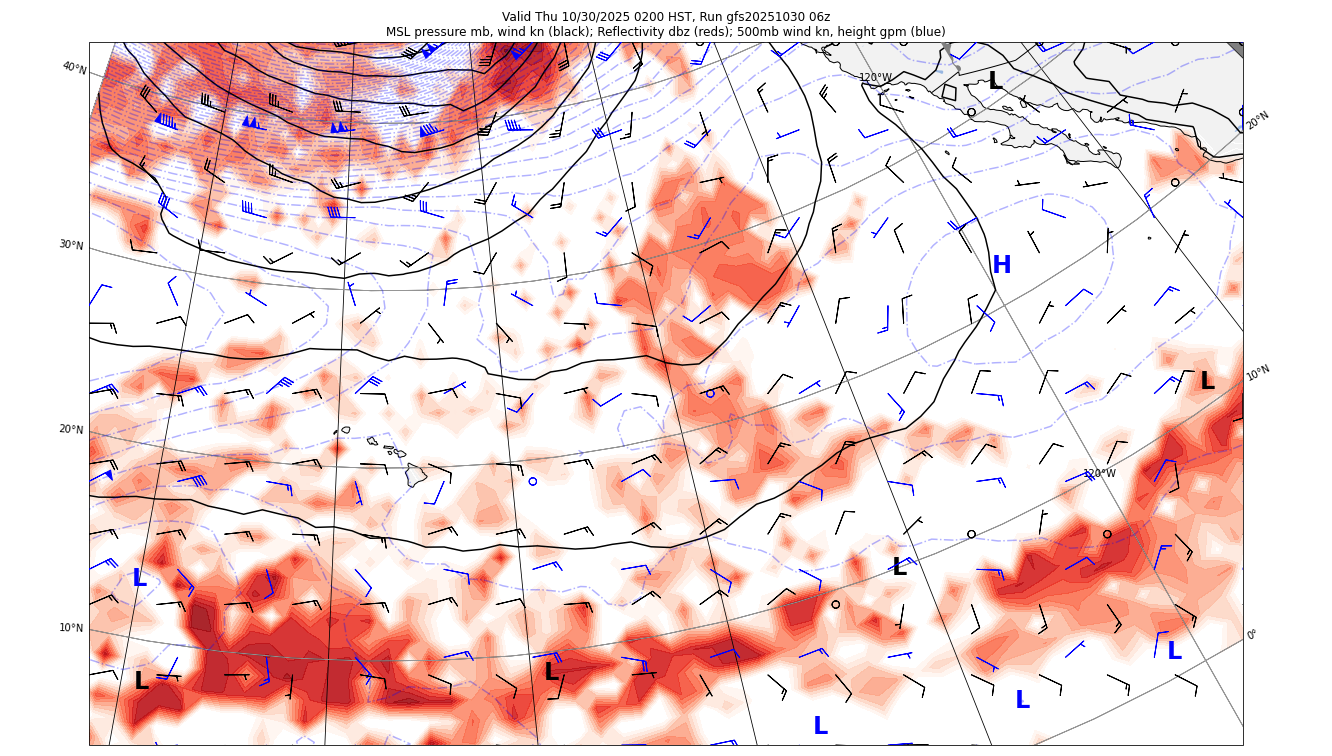 Valid Thu 10/30/2025 0200 HST, Run gfs20251030 06z
MSL pressure mb, wind kn (black); Reflectivity dbz (reds); 500mb wind kn, height gpm (blue)
40°N
120°W
L
20°N
30°N
H
10°N
L
20°N
120°W
L
L
10°N
0°
L
L
L
L
L